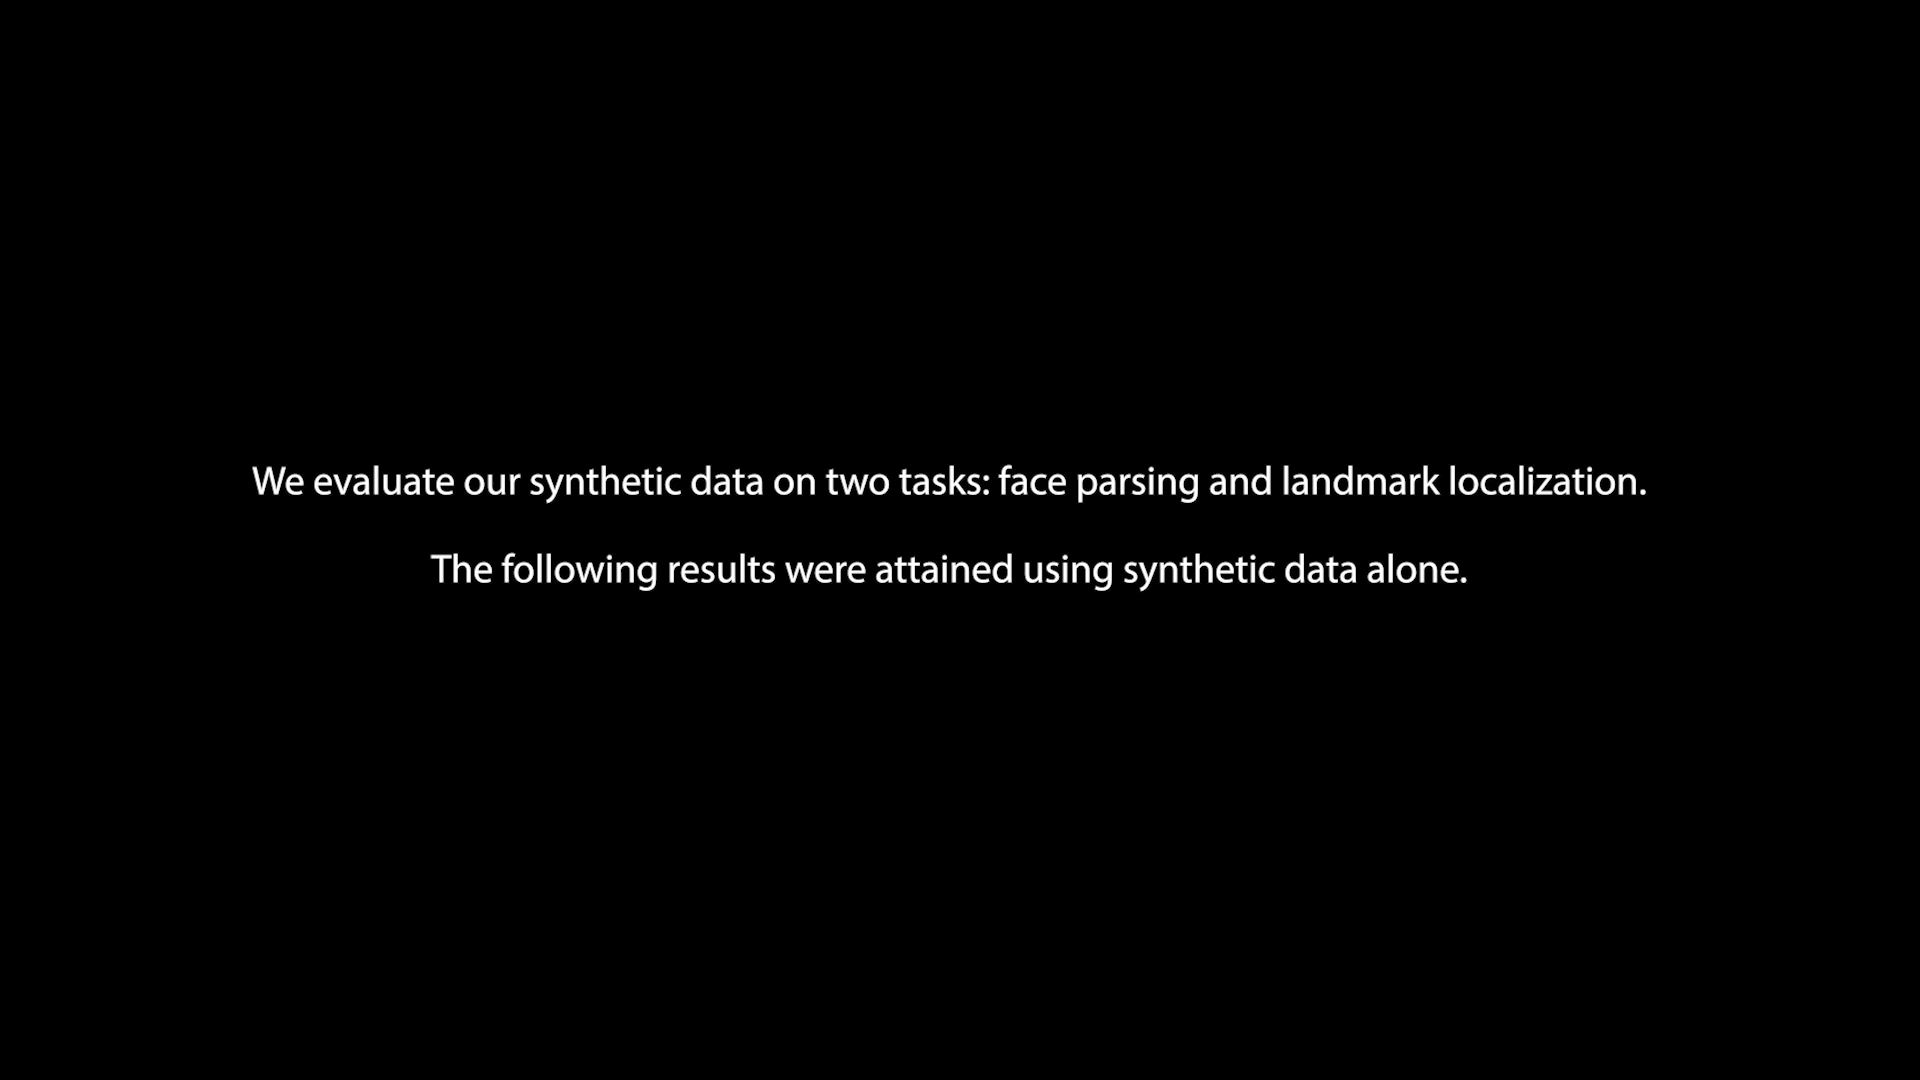 We evaluate our synthetic data on two tasks: face parsing and landmark localization.
The following results were attained using synthetic data alone.